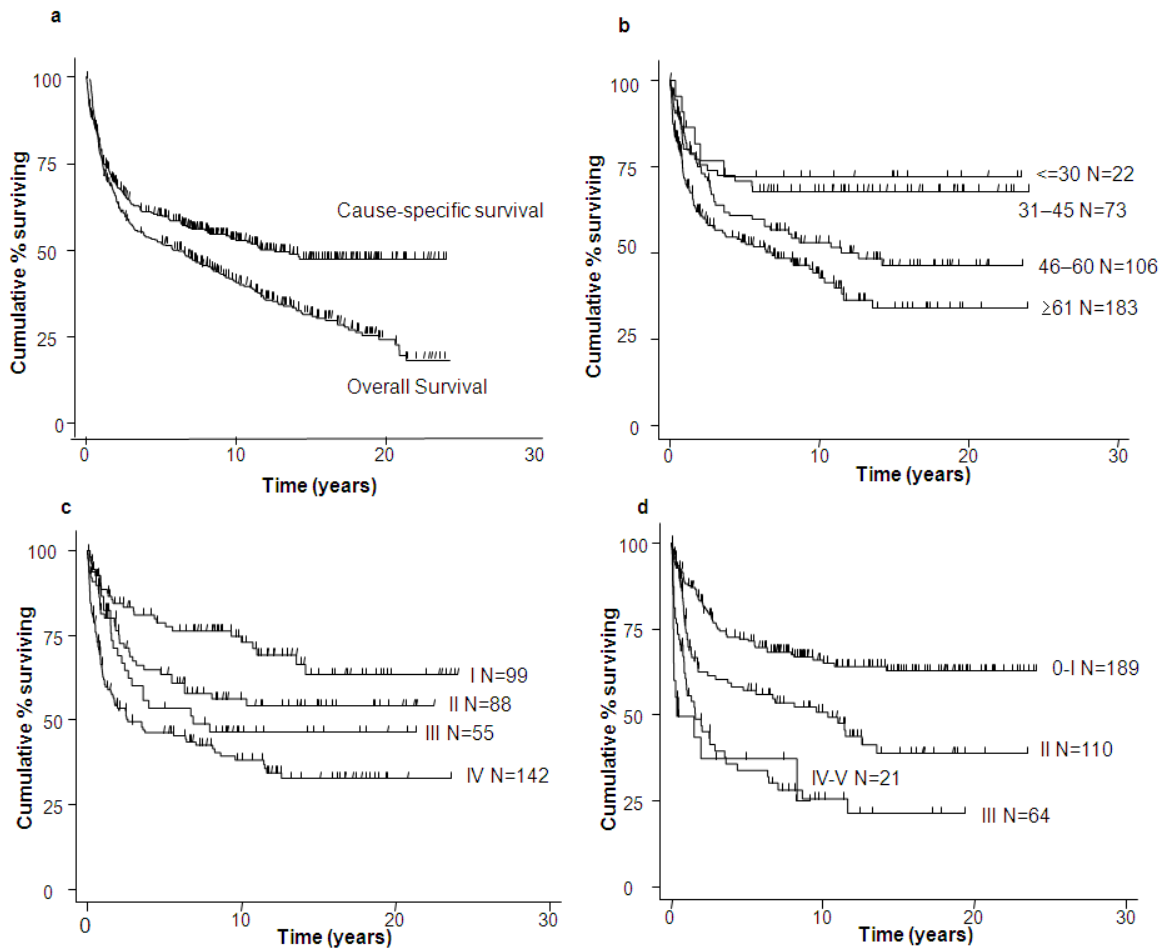 a
100
75
50
25
0
Cumulative % surviving
Cause-specific survival
Overall Survival
0
10
20
30
Time (years)
b
100
75
50
25
0
Cumulative % surviving
<=30 N=22
31–45 N=73
46–60 N=106
≥61 N=183
0
10
20
30
Time (years)
c
100
75
50
25
0
Cumulative % surviving
I N=99
II N=88
III N=55
IV N=142
0
10
20
30
Time (years)
d
100
75
50
25
0
Cumulative % surviving
0-I N=189
II N=110
IV-V N=21
III N=64
0
10
20
30
Time (years)